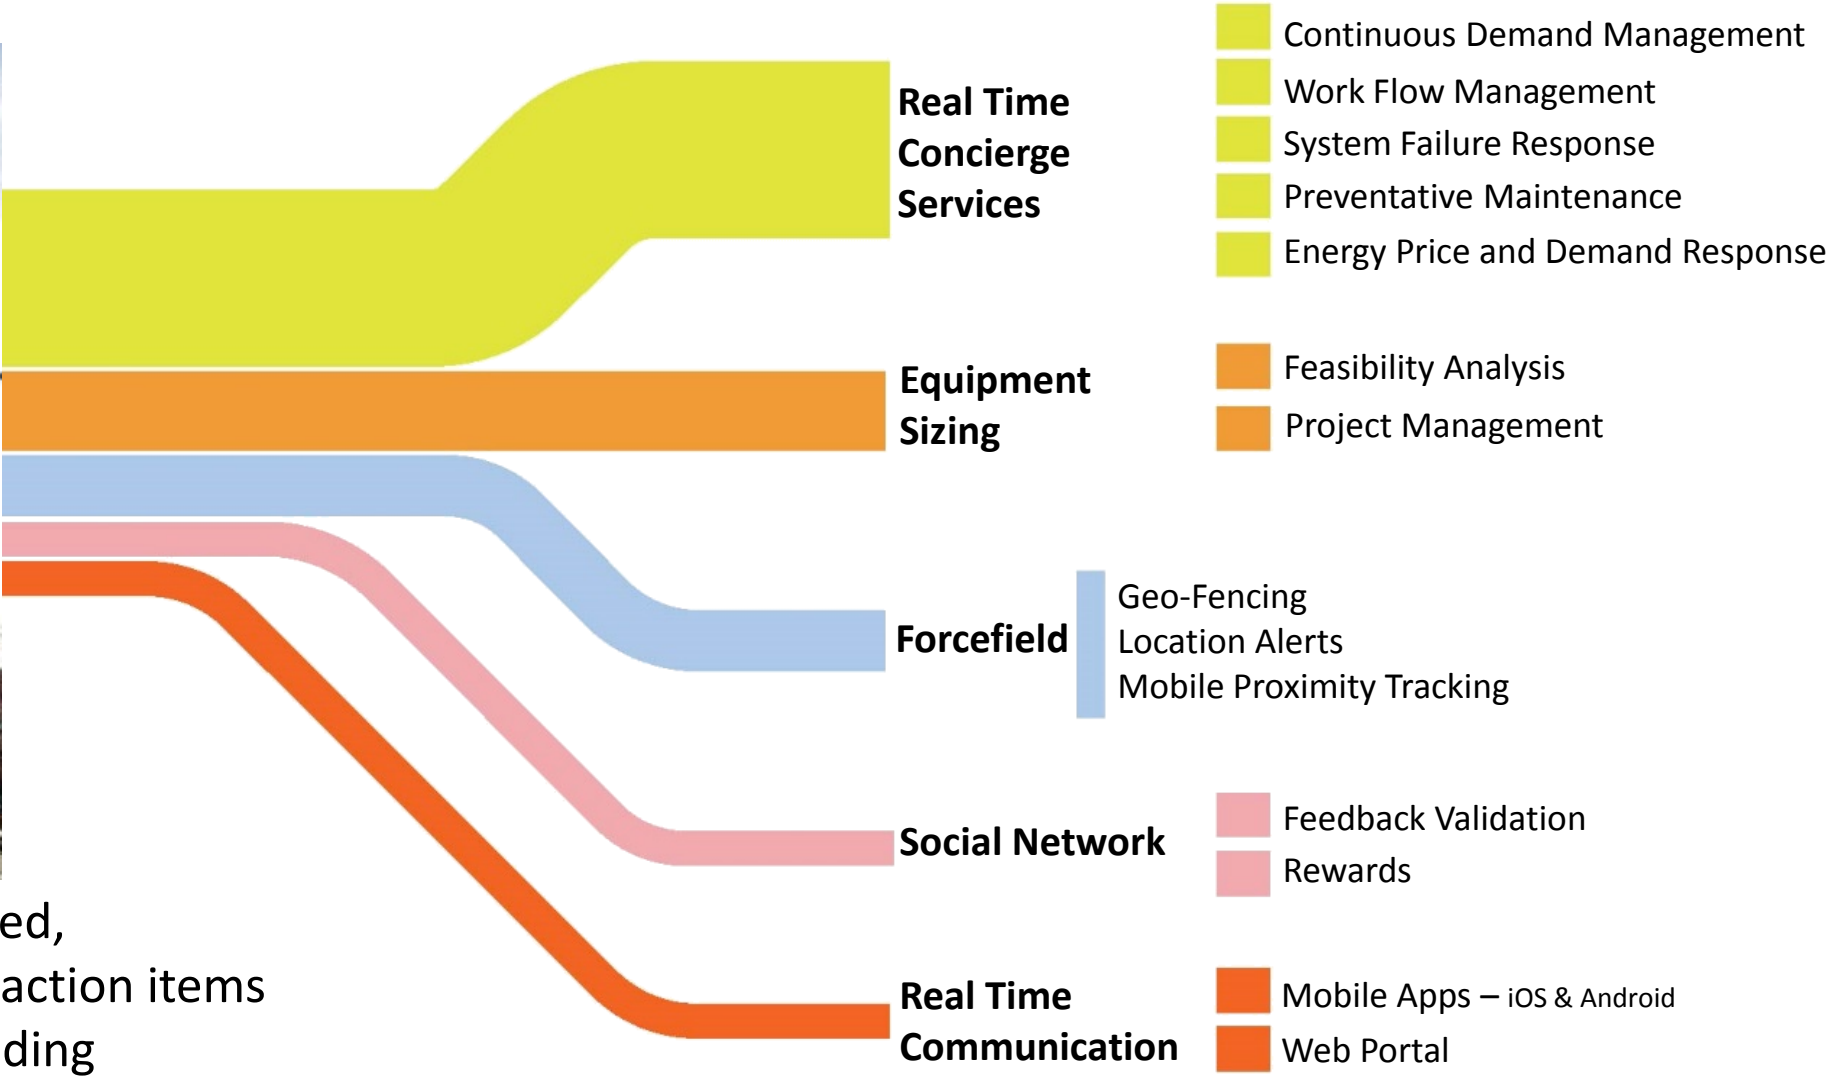 Real Time
Concierge
Services
Continuous Demand Management
Work Flow Management
System Failure Response
Preventative Maintenance
Energy Price and Demand Response
Equipment
Sizing
Feasibility Analysis
Project Management
Forcefield
Geo-Fencing
Location Alerts
Mobile Proximity Tracking
Social Network
Feedback Validation
Rewards
Real Time
Communication
Mobile Apps – iOS & Android
Web Portal
ed,
action items
ding